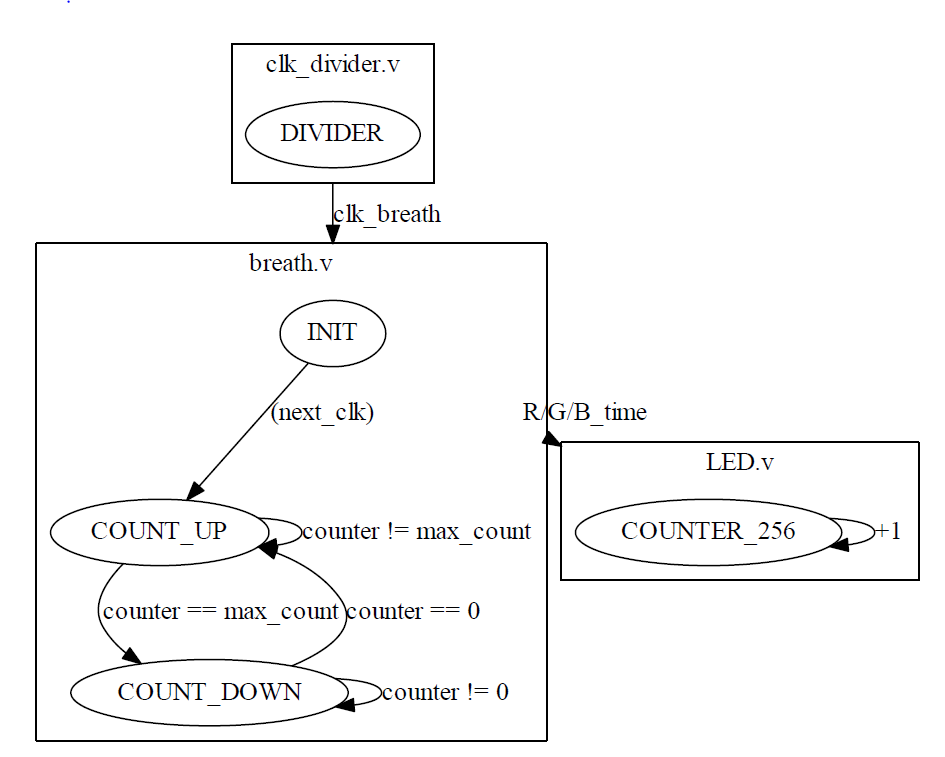 clk_divider.v
DIVIDER
clk_breath
breath.v
INIT
(next_clk)
R/G/B_time
LED.v
COUNT_UP
counter != max_count
COUNTER_256
+1
counter == max_count
counter == 0
COUNT_DOWN
counter != 0